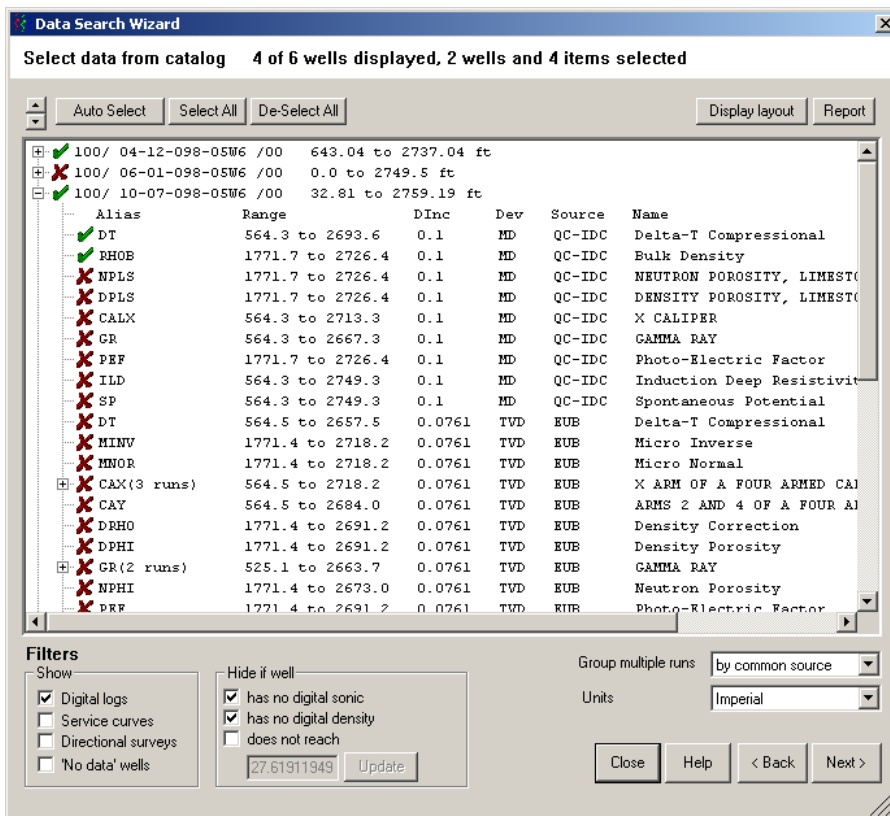 Data Search Wizard
Select data from catalog 4 of 6 wells displayed, 2 wells and 4 items selected
Auto Select Select All De-Select All Display layout Report
100/ 04-12-098-05W6 /00 643.04 to 2737.04 ft
100/ 06-01-098-05W6 /00 0.0 to 2749.5 ft
100/ 10-07-098-05W6 /00 32.81 to 2759.19 ft
Alias Range DInc Dev Source Name
DT 564.3 to 2693.6 0.1 MD QC-IDC Delta-T Compressional
RHOB 1771.7 to 2726.4 0.1 MD QC-IDC Bulk Density
NPLS 1771.7 to 2726.4 0.1 MD QC-IDC NEUTRON POROSITY, LIMEST
DPLS 1771.7 to 2726.4 0.1 MD QC-IDC DENSITY POROSITY, LIMEST
CALX 564.3 to 2713.3 0.1 MD QC-IDC X CALIPER
GR 564.3 to 2667.3 0.1 MD QC-IDC GAMMA RAY
PEF 1771.7 to 2726.4 0.1 MD QC-IDC Photo-Electric Factor
ILD 564.3 to 2749.3 0.1 MD QC-IDC Induction Deep Resistivit
SP 564.3 to 2749.3 0.1 MD QC-IDC Spontaneous Potential
DT 564.5 to 2657.5 0.0761 TVD EUB Delta-T Compressional
MINV 1771.4 to 2718.2 0.0761 TVD EUB Micro Inverse
MNOR 1771.4 to 2718.2 0.0761 TVD EUB Micro Normal
CAX(3 runs) 564.5 to 2718.2 0.0761 TVD EUB X ARM OF A FOUR ARMED CAI
CAY 564.5 to 2684.0 0.0761 TVD EUB ARMS 2 AND 4 OF A FOUR A
DRHO 1771.4 to 2691.2 0.0761 TVD EUB Density Correction
DPHI 1771.4 to 2691.2 0.0761 TVD EUB Density Porosity
GR(2 runs) 525.1 to 2663.7 0.0761 TVD EUB GAMMA RAY
NPHI 1771.4 to 2673.0 0.0761 TVD EUB Neutron Porosity
PEF 1771.4 to 2691.2 0.0761 TVD EUB Photo-Electric Factor
Filters
Show
Digital logs
Service curves
Directional surveys
'No data' wells
Hide if well
has no digital sonic
has no digital density
does not reach
27.61911949 Update
Group multiple runs by common source
Units Imperial
Close Help < Back Next >